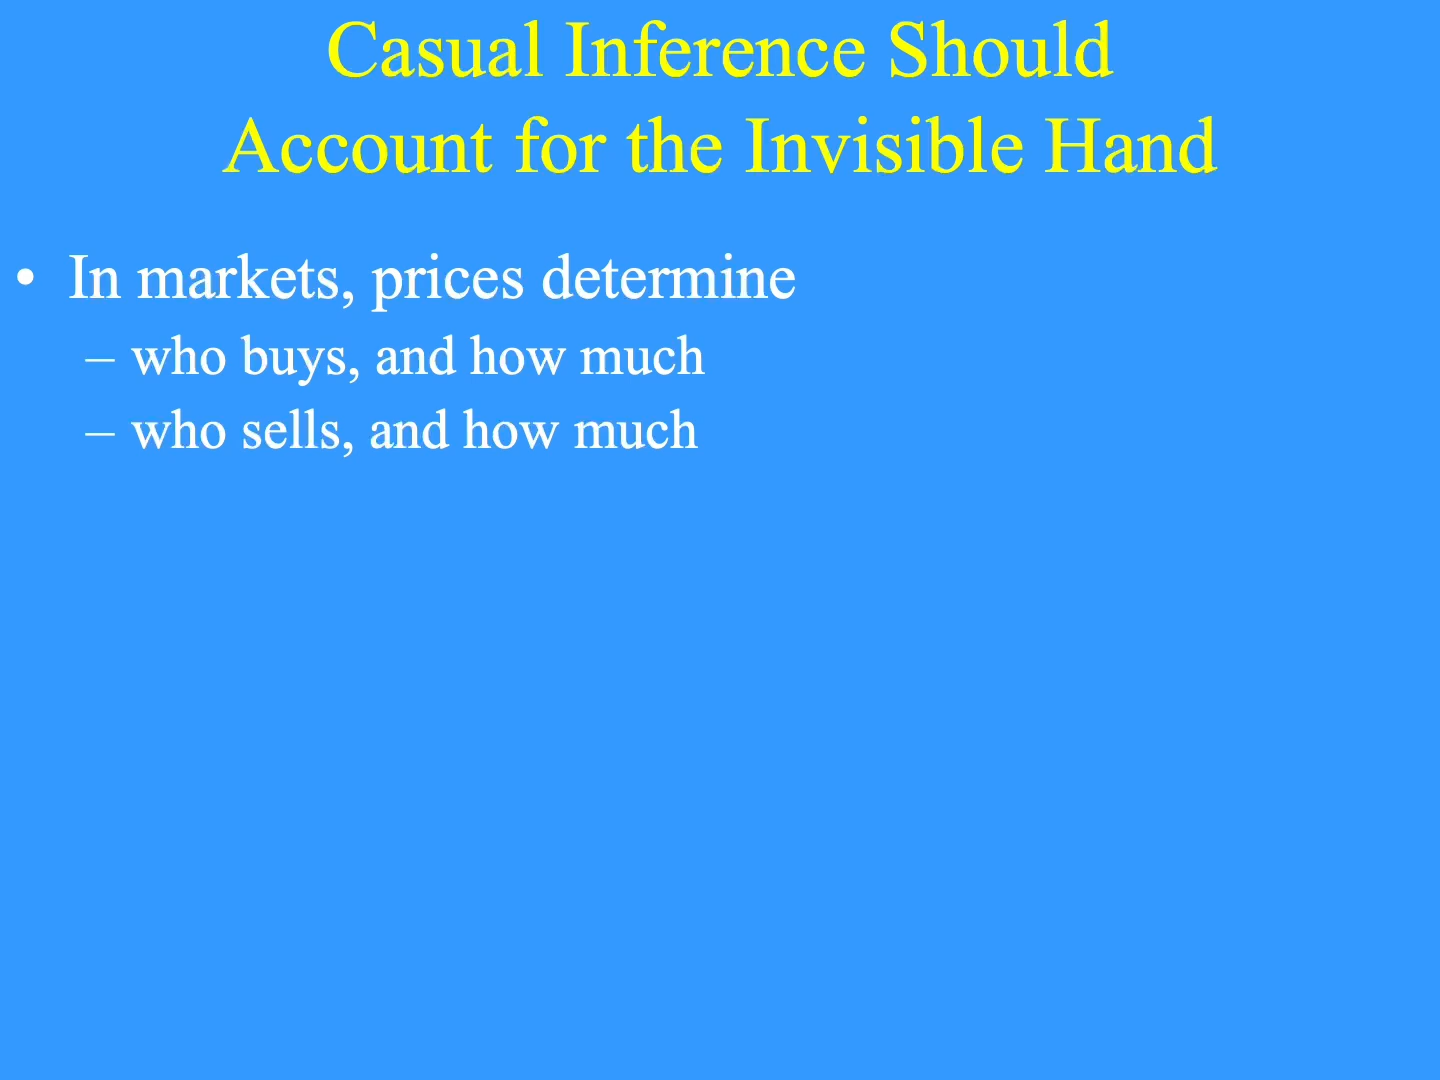 Casual Inference Should
Account for the Invisible Hand
• In markets, prices determine
– who buys, and how much
– who sells, and how much